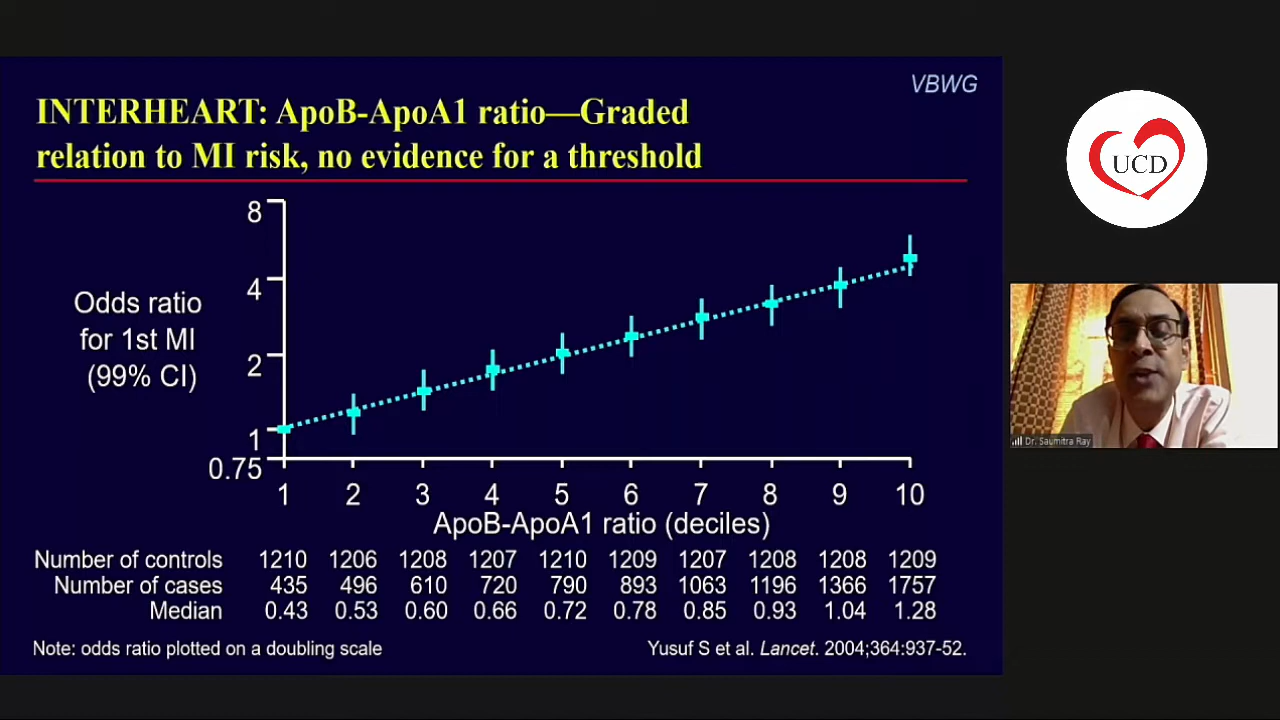 VBWG
INTERHEART: ApoB-ApoA1 ratio—Graded
relation to MI risk, no evidence for a threshold
8
4
2
1
0.75
Odds ratio
for 1st MI
(99% CI)
1 2 3 4 5 6 7 8 9 10
ApoB-ApoA1 ratio (deciles)
Number of controls 1210 1206 1208 1207 1210 1209 1207 1208 1208 1209
Number of cases 435 496 610 720 790 893 1063 1196 1366 1757
Median 0.43 0.53 0.60 0.66 0.72 0.78 0.85 0.93 1.04 1.28
Note: odds ratio plotted on a doubling scale
Yusuf S et al. Lancet. 2004;364:937-52.
UCD
Dr. Saumitra Ray